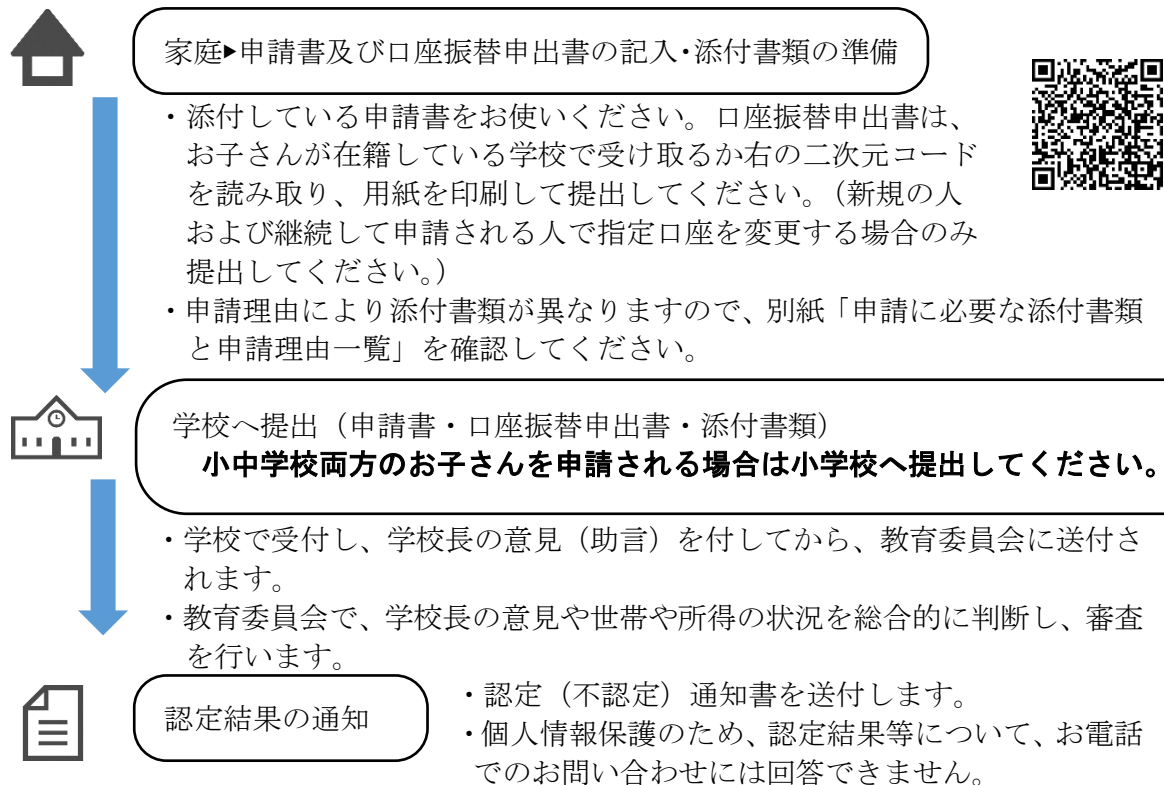 家庭▶申請書及び口座振替申出書の記入・添付書類の準備
・添付している申請書をお使いください。口座振替申出書は、
お子さんが在籍している学校で受け取るか右の二次元コード
を読み取り、用紙を印刷して提出してください。（新規の人
および継続して申請される人で指定口座を変更する場合のみ
提出してください。）
・申請理由により添付書類が異なりますので、別紙「申請に必要な添付書類
と申請理由一覧」を確認してください。
学校へ提出（申請書・口座振替申出書・添付書類）
小中学校両方のお子さんを申請される場合は小学校へ提出してください。
・学校で受付し、学校長の意見（助言）を付してから、教育委員会に送付さ
れます。
・教育委員会で、学校長の意見や世帯や所得の状況を総合的に判断し、審査
を行います。
認定結果の通知
・認定（不認定）通知書を送付します。
・個人情報保護のため、認定結果等について、お電話
でのお問い合わせには回答できません。